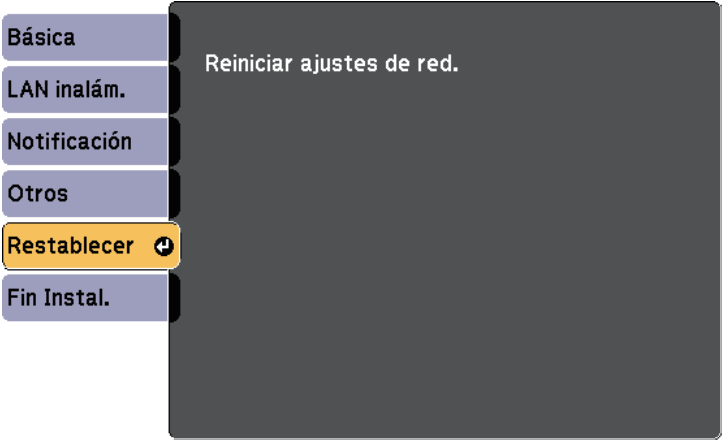 Básica
LAN inalám.
Notificación
Otros
Restablecer
Fin Instal.
Reiniciar ajustes de red.